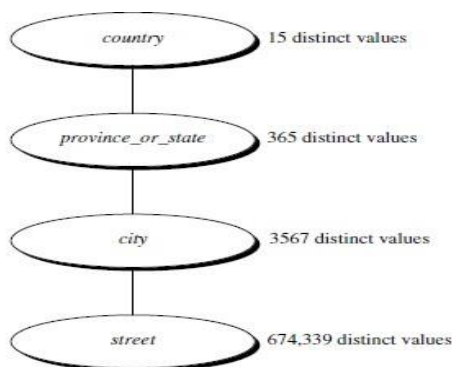 country 15 distinct values
province_or_state 365 distinct values
city 3567 distinct values
street 674,339 distinct values